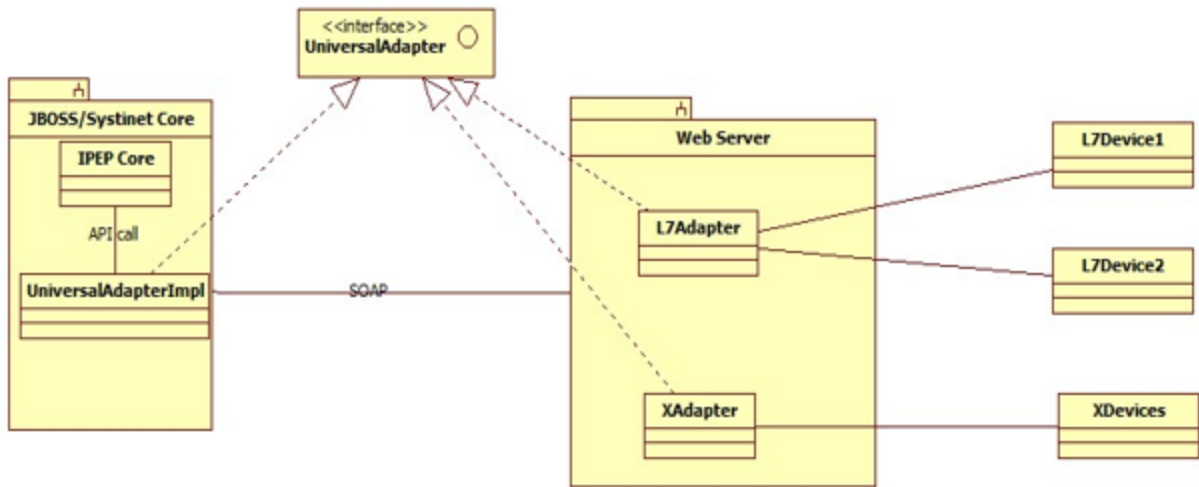 <<interface>>
UniversalAdapter
JBOSS/Systinet Core
IPEP Core
API call
UniversalAdapterImpl
SOAP
Web Server
L7Adapter
XAdapter
L7Device1
L7Device2
XDevices